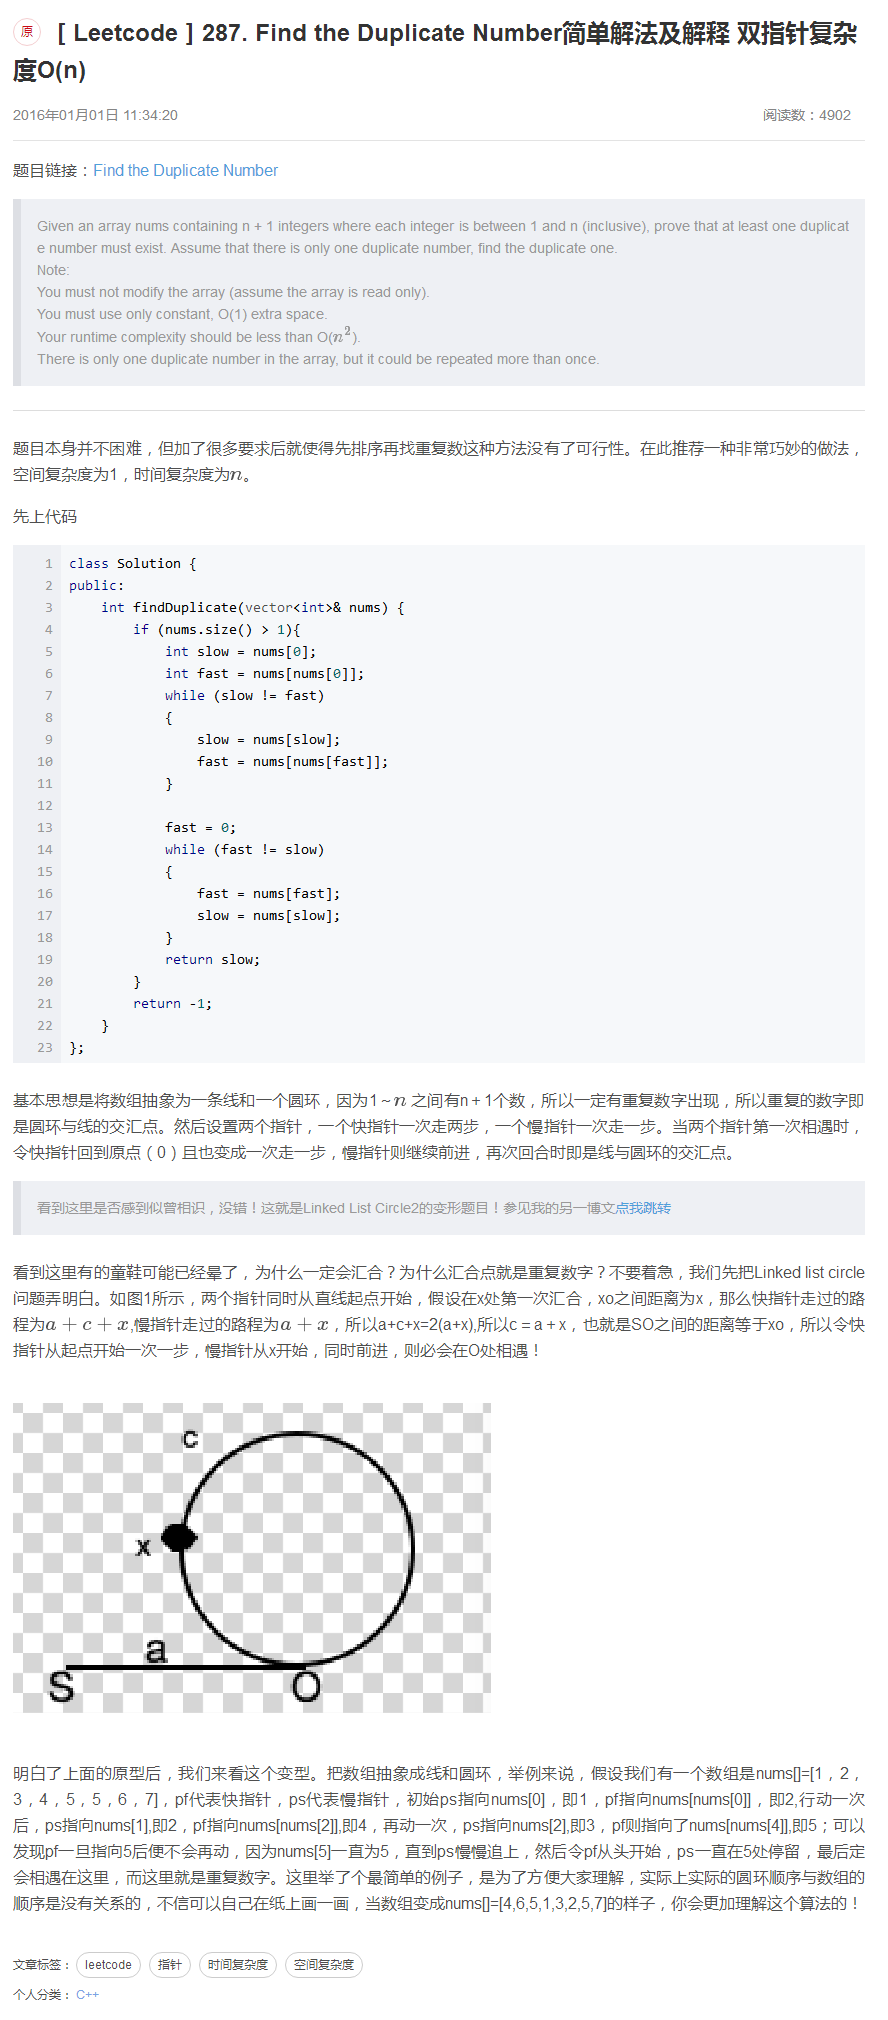 原 [ Leetcode ] 287. Find the Duplicate Number简单解法及解释 双指针复杂
度O(n)
2016年01月01日 11:34:20 阅读数：4902
题目链接：Find the Duplicate Number
Given an array nums containing n + 1 integers where each integer is between 1 and n (inclusive), prove that at least one duplicat
e number must exist. Assume that there is only one duplicate number, find the duplicate one.
Note:
You must not modify the array (assume the array is read only).
You must use only constant, O(1) extra space.
Your runtime complexity should be less than O(n²).
There is only one duplicate number in the array, but it could be repeated more than once.
题目本身并不困难，但加了很多要求后就使得先排序再找重复数这种方法没有了可行性。在此推荐一种非常巧妙的做法，
空间复杂度为1，时间复杂度为n。
先上代码
1 class Solution {
2 public:
3     int findDuplicate(vector<int>& nums) {
4         if (nums.size() > 1){
5             int slow = nums[0];
6             int fast = nums[nums[0]];
7             while (slow != fast)
8             {
9                 slow = nums[slow];
10                 fast = nums[nums[fast]];
11             }
12
13             fast = 0;
14             while (fast != slow)
15             {
16                 fast = nums[fast];
17                 slow = nums[slow];
18             }
19             return slow;
20         }
21         return -1;
22     }
23 };
基本思想是将数组抽象为一条线和一个圆环，因为1～n 之间有n＋1个数，所以一定有重复数字出现，所以重复的数字即
是圆环与线的交汇点。然后设置两个指针，一个快指针一次走两步，一个慢指针一次走一步。当两个指针第一次相遇时，
令快指针回到原点（0）且也变成一次走一步，慢指针则继续前进，再次回合时即是线与圆环的交汇点。
看到这里是否感到似曾相识，没错！这就是Linked List Circle2的变形题目！参见我的另一博文点我跳转
看到这里有的童鞋可能已经晕了，为什么一定会汇合？为什么汇合点就是重复数字？不要着急，我们先把Linked list circle
问题弄明白。如图1所示，两个指针同时从直线起点开始，假设在x处第一次汇合，xo之间距离为x，那么快指针走过的路
程为a + c + x,慢指针走过的路程为a + x，所以a+c+x=2(a+x),所以c＝a＋x，也就是SO之间的距离等于xo，所以令快
指针从起点开始一次一步，慢指针从x开始，同时前进，则必会在O处相遇！
c
x
a
S
O
明白了上面的原型后，我们来看这个变型。把数组抽象成线和圆环，举例来说，假设我们有一个数组是nums[]=[1，2，
3，4，5，5，6，7]，pf代表快指针，ps代表慢指针，初始ps指向nums[0]，即1，pf指向nums[nums[0]]，即2,行动一次
后，ps指向nums[1],即2，pf指向nums[nums[2]],即4，再动一次，ps指向nums[2],即3，pf则指向了nums[nums[4]],即5；可以
发现pf一旦指向5后便不会再动，因为nums[5]一直为5，直到ps慢慢追上，然后令pf从头开始，ps一直在5处停留，最后定
会相遇在这里，而这里就是重复数字。这里举了个最简单的例子，是为了方便大家理解，实际上实际的圆环顺序与数组的
顺序是没有关系的，不信可以自己在纸上画一画，当数组变成nums[]=[4,6,5,1,3,2,5,7]的样子，你会更加理解这个算法的！
文章标签： leetcode 指针 时间复杂度 空间复杂度
个人分类： C++